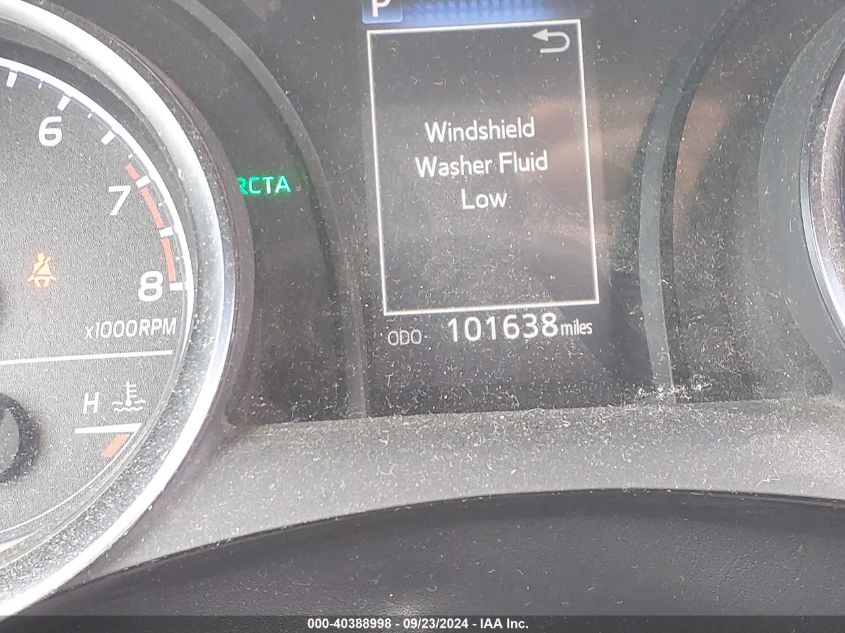 P
Windshield
Washer Fluid
Low
ODO 101638 miles
RCTA
6
7
8
x1000RPM
H
000-40388998 - 09/23/2024 - IAA Inc.